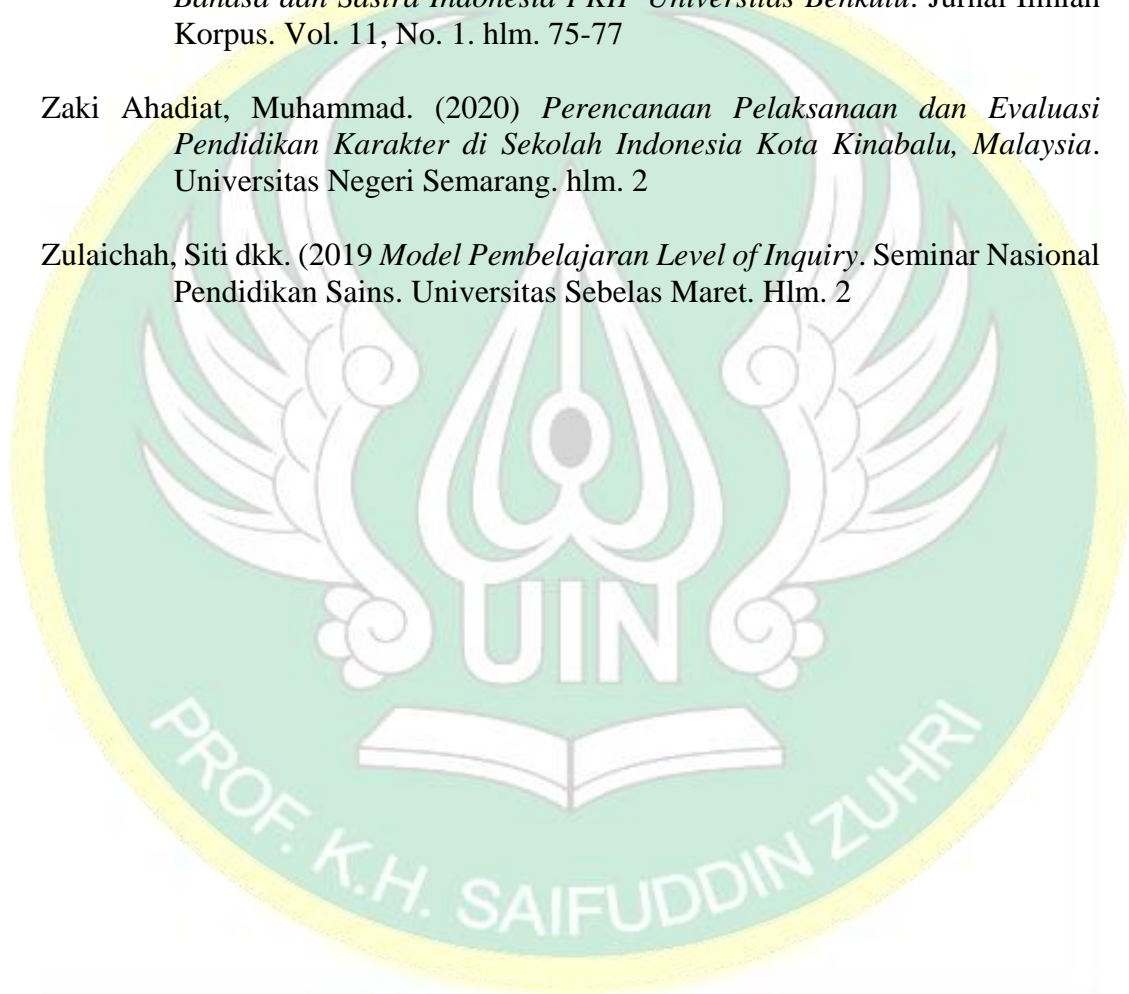 Bahasa dan Sastra Indonesia FKIP Universitas Benkulu. Jurnal Ilmiah
Korpus. Vol. 11, No. 1. hlm. 75-77
Zaki Ahadiat, Muhammad. (2020) Perencanaan Pelaksanaan dan Evaluasi
Pendidikan Karakter di Sekolah Indonesia Kota Kinabalu, Malaysia.
Universitas Negeri Semarang. hlm. 2
Zulaichah, Siti dkk. (2019 Model Pembelajaran Level of Inquiry. Seminar Nasional
Pendidikan Sains. Universitas Sebelas Maret. Hlm. 2
UIN
PROF. K.H. SAIFUDDIN ZUHRI